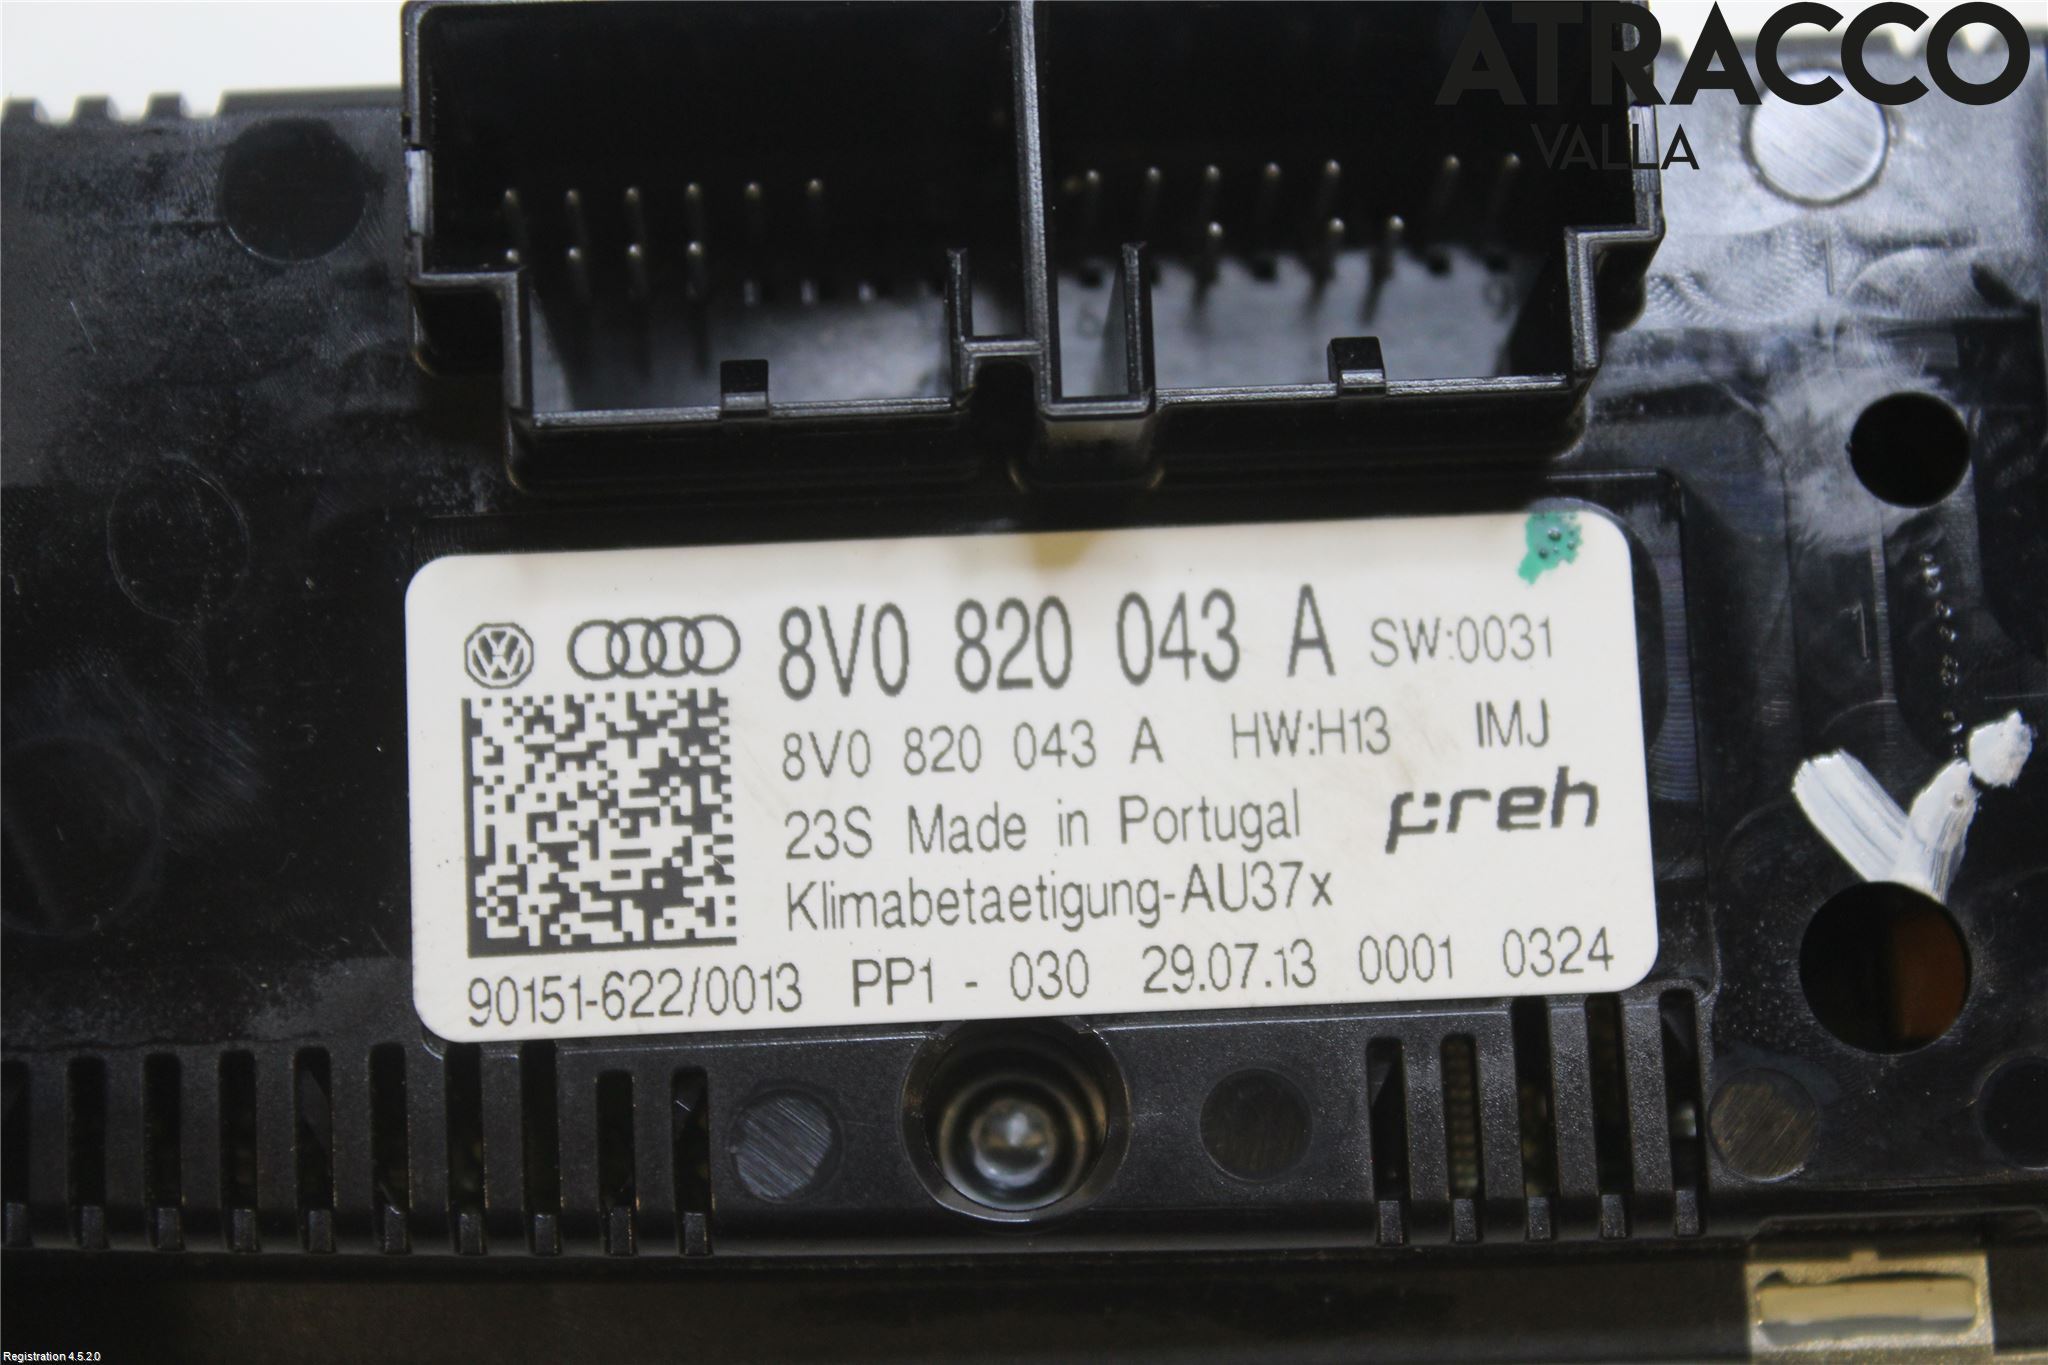 ATRACCO
VALLA
8V0 820 043 A SW:0031
8V0 820 043 A HW:H13 IMJ
23S Made in Portugal preh
Klimabetaetigung-AU37x
90151-622/0013 PP1 - 030 29.07.13 0001 0324
Registration 4.5.2.0